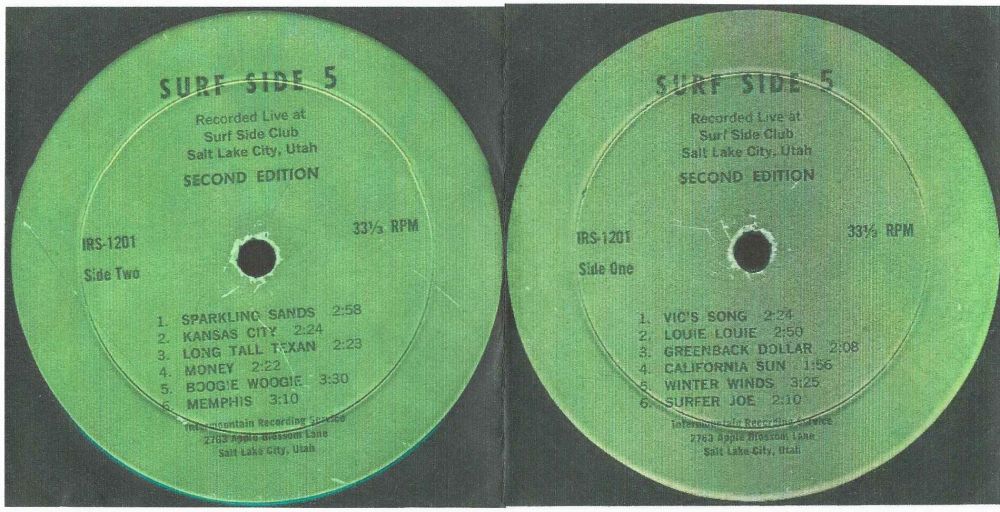 SURF SIDE 5
Recorded Live at
Surf Side Club
Salt Lake City, Utah
SECOND EDITION
IRS-1201
33⅓ RPM
Side Two
1. SPARKLING SANDS 2:58
2. KANSAS CITY 2:24
3. LONG TALL TEXAN 2:23
4. MONEY 2:22
5. BOOGIE WOOGIE 3:30
6. MEMPHIS 3:10
Intermountain Recording Service
2763 Apple Blossom Lane
Salt Lake City, Utah
SURF SIDE 5
Recorded Live at
Surf Side Club
Salt Lake City, Utah
SECOND EDITION
IRS-1201
33⅓ RPM
Side One
1. VIC'S SONG 2:24
2. LOUIE LOUIE 2:50
3. GREENBACK DOLLAR 2:08
4. CALIFORNIA SUN 1:56
5. WINTER WINDS 3:25
6. SURFER JOE 2:10
Intermountain Recording Service
2763 Apple Blossom Lane
Salt Lake City, Utah